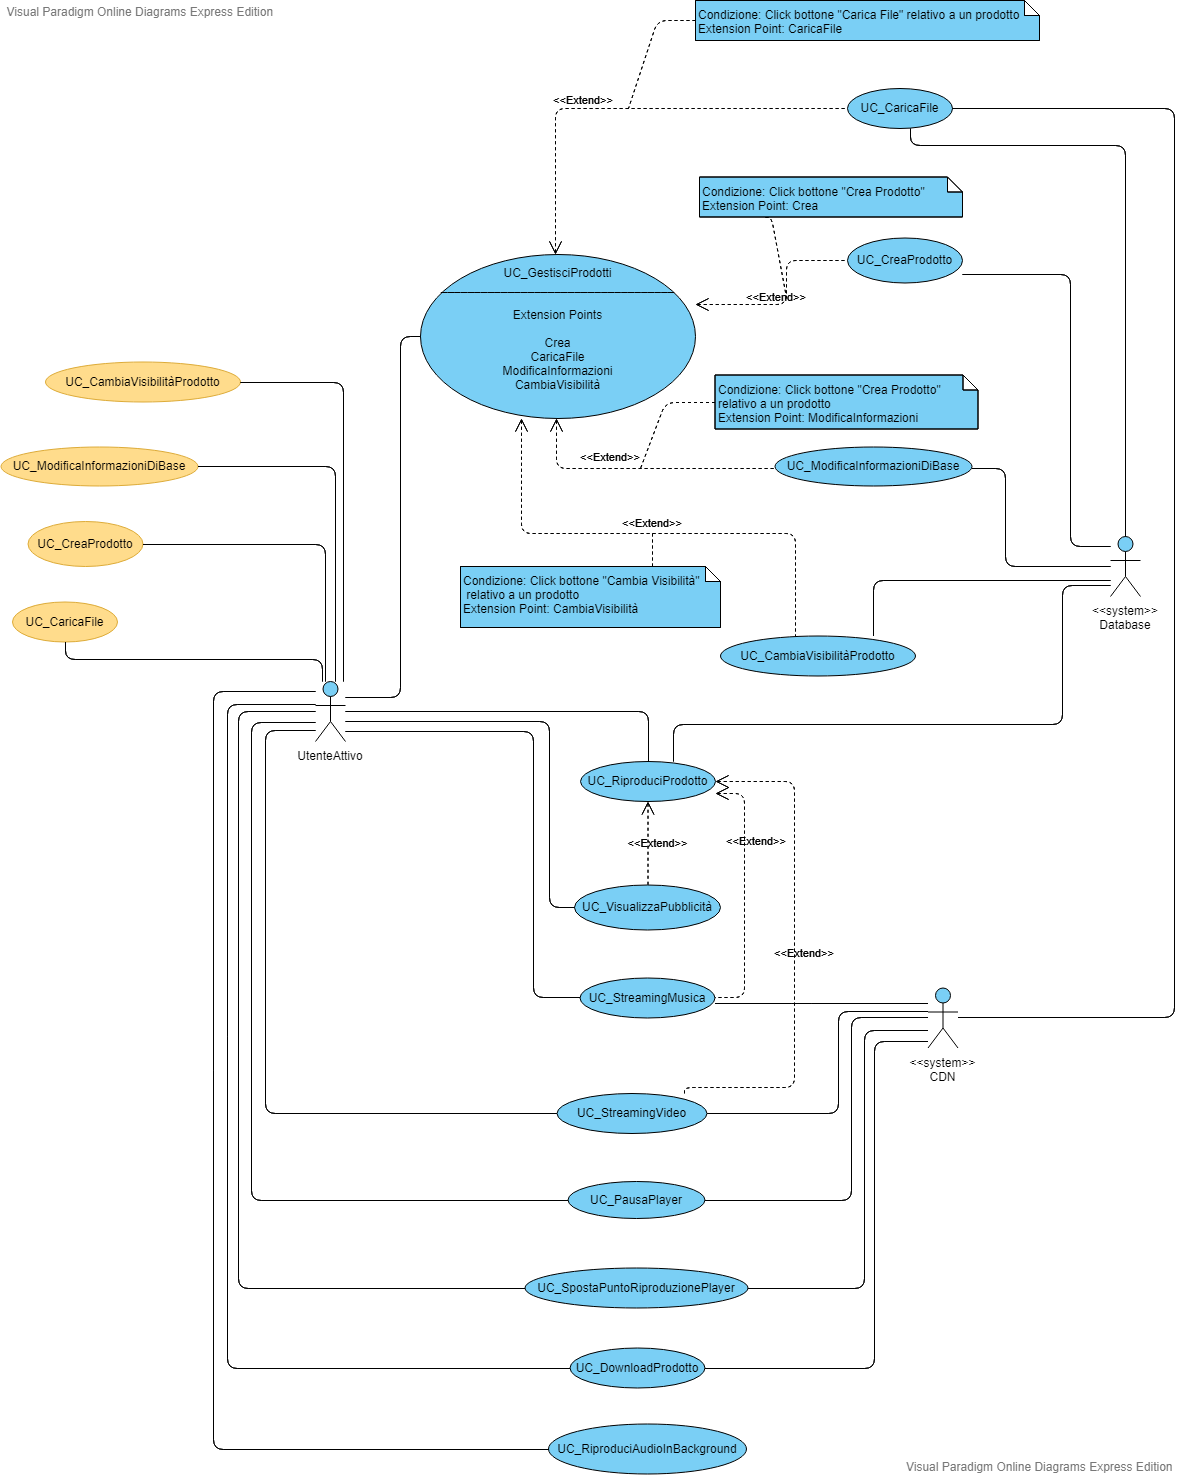 Visual Paradigm Online Diagrams Express Edition
Condizione: Click bottone "Carica File" relativo a un prodotto
Extension Point: CaricaFile
<<Extend>>
UC_CaricaFile
Condizione: Click bottone "Crea Prodotto"
Extension Point: Crea
UC_CreaProdotto
<<Extend>>
UC_GestisciProdotti
Extension Points
Crea
CaricaFile
ModificaInformazioni
CambiaVisibilità
UC_CambiaVisibilitàProdotto
Condizione: Click bottone "Crea Prodotto"
relativo a un prodotto
Extension Point: ModificaInformazioni
<<Extend>>
UC_ModificaInformazioniDiBase
UC_ModificaInformazioniDiBase
<<Extend>>
UC_CreaProdotto
Condizione: Click bottone "Cambia Visibilità"
relativo a un prodotto
Extension Point: CambiaVisibilità
<<system>>
Database
UC_CaricaFile
UC_CambiaVisibilitàProdotto
UtenteAttivo
UC_RiproduciProdotto
<<Extend>>
<<Extend>>
UC_VisualizzaPubblicità
<<Extend>>
UC_StreamingMusica
<<system>>
CDN
UC_StreamingVideo
UC_PausaPlayer
UC_SpostaPuntoRiproduzionePlayer
UC_DownloadProdotto
UC_RiproduciAudioInBackground
Visual Paradigm Online Diagrams Express Edition